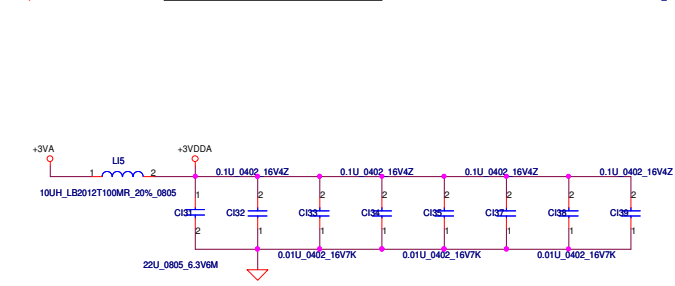 +3VA
+3VDDA
LI5
1
2
0.1U_0402_16V4Z
0.1U_0402_16V4Z
0.1U_0402_16V4Z
0.1U_0402_16V4Z
10UH_LB2012T100MR_20%_0805
1
2
2
2
2
2
2
2
CI31
CI32
CI33
CI34
CI35
CI37
CI38
CI39
2
1
1
1
1
1
1
1
0.01U_0402_16V7K
0.01U_0402_16V7K
0.01U_0402_16V7K
22U_0805_6.3V6M